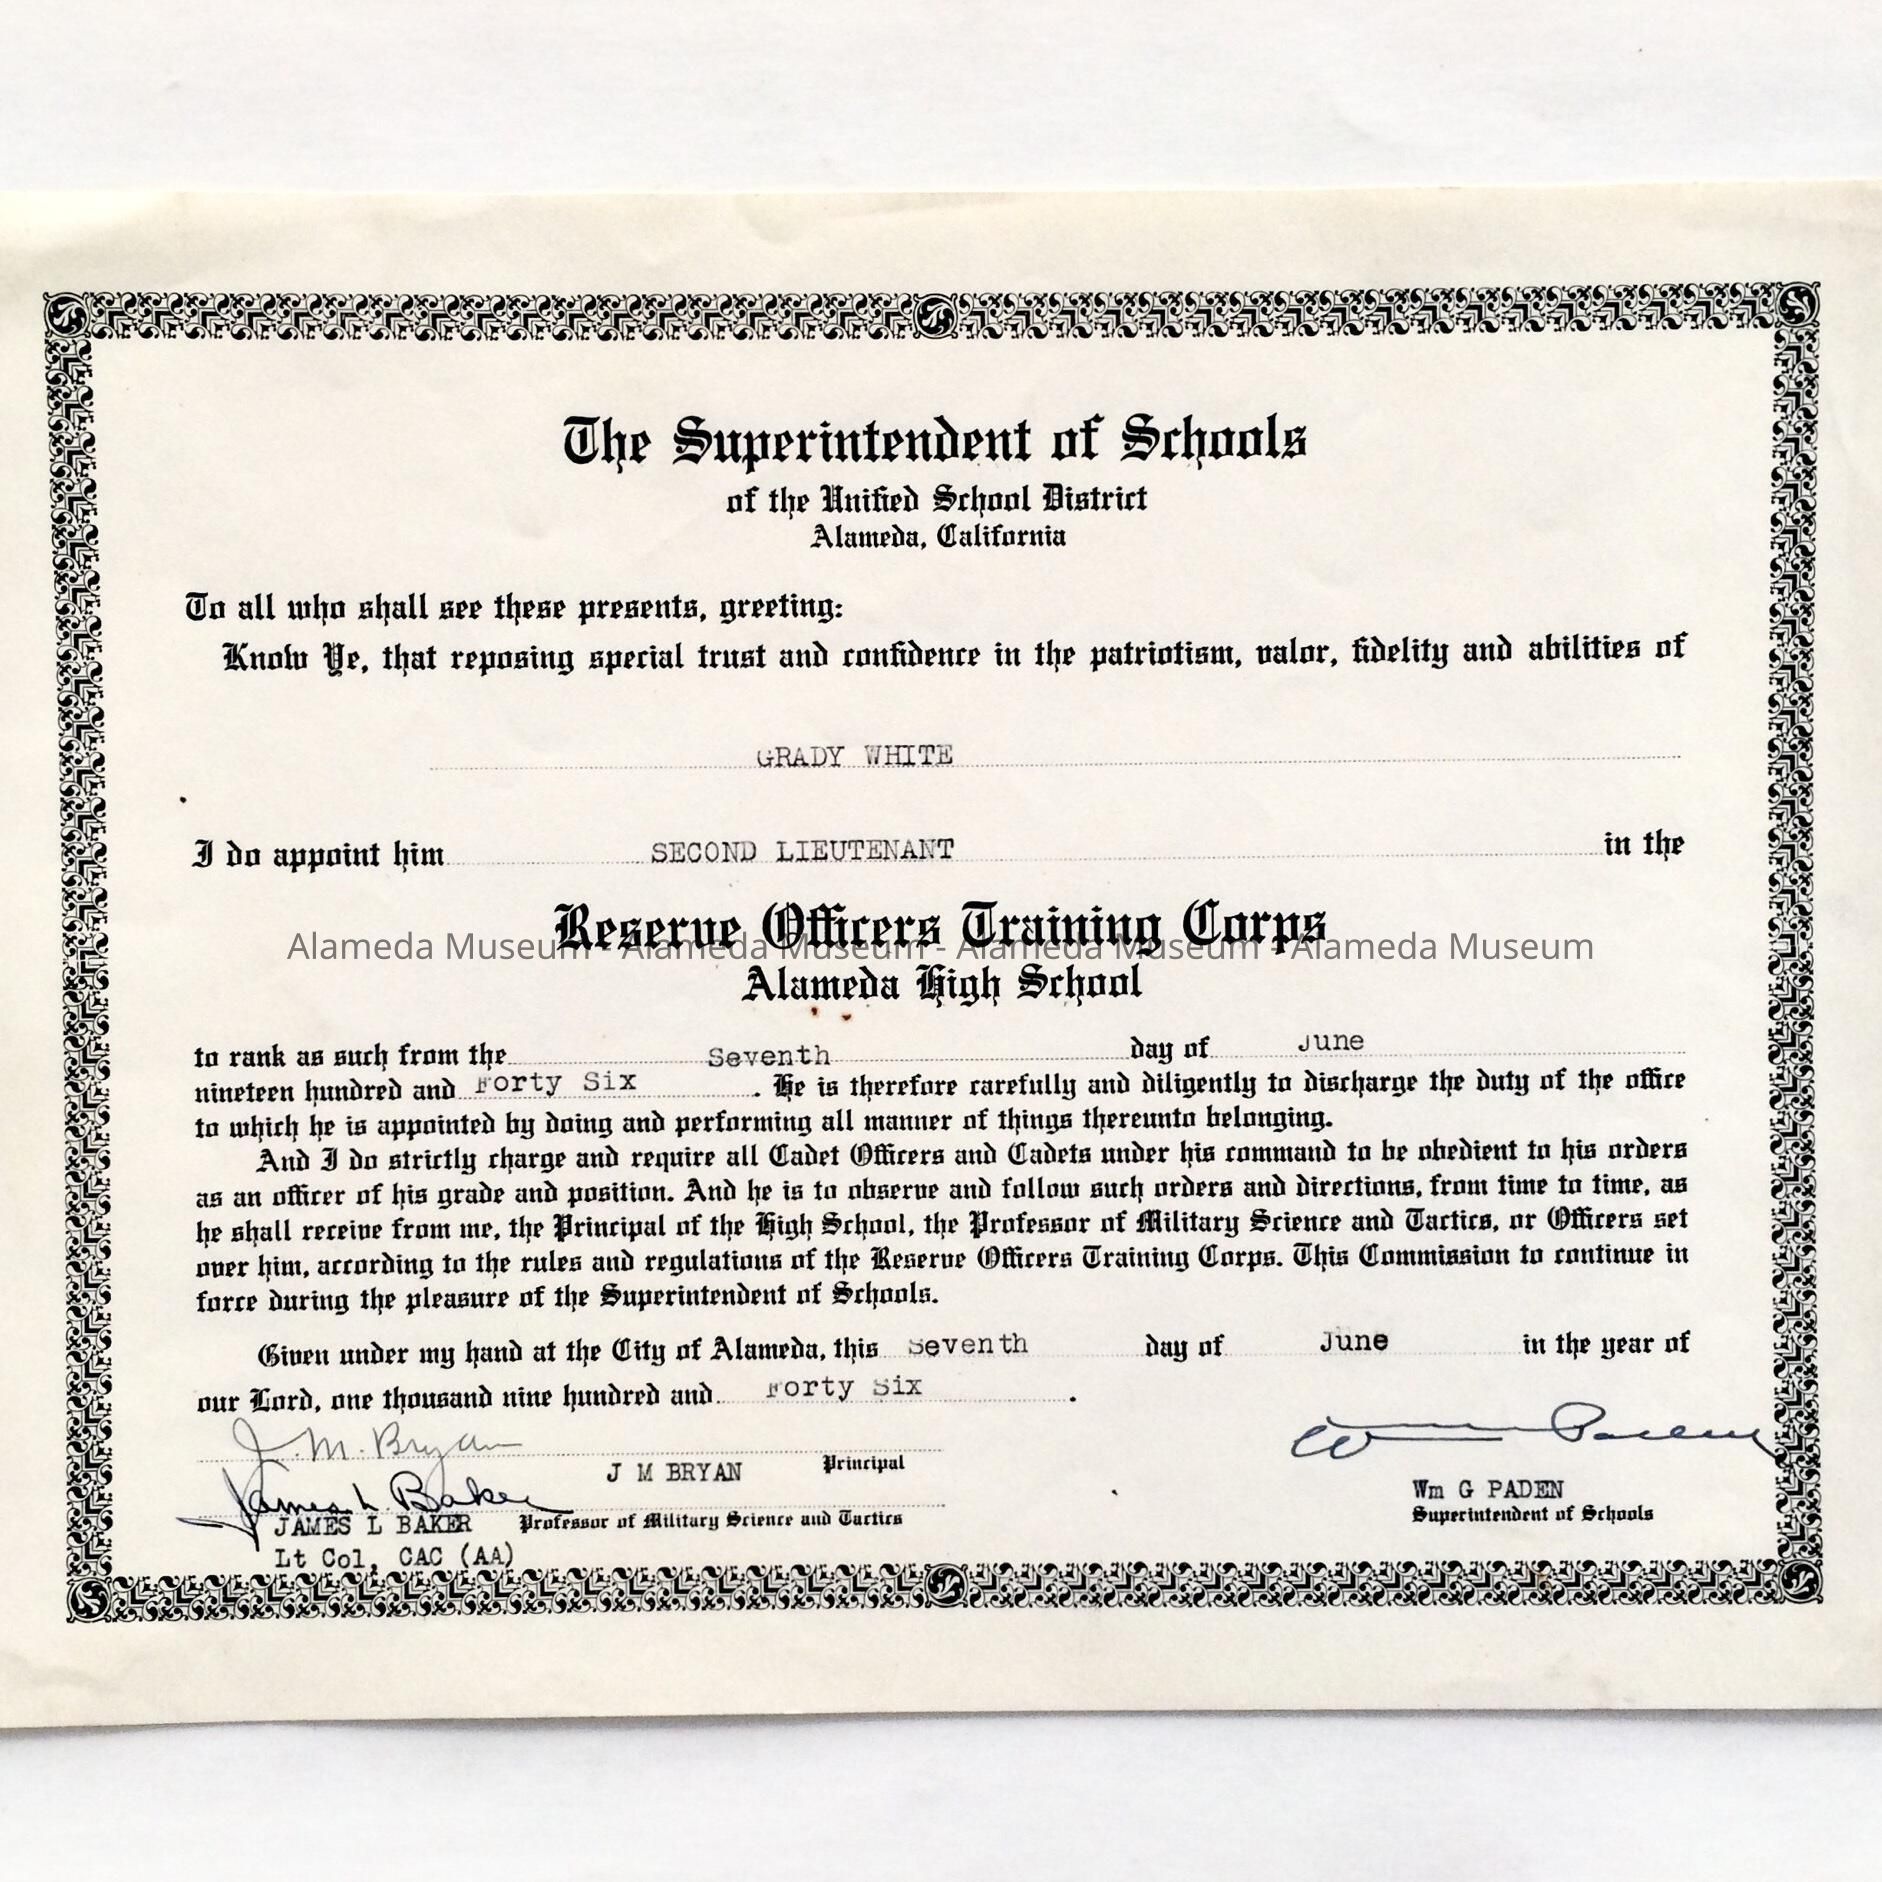 The Superintendent of Schools
of the Unified School District
Alameda, California
To all who shall see these presents, greeting:
Know Ye, that reposing special trust and confidence in the patriotism, valor, fidelity and abilities of
GRADY WHITE
I do appoint him SECOND LIEUTENANT in the
Reserve Officers Training Corps
Alameda Museum - Alameda Museum - Alameda Museum - Alameda Museum
Alameda High School
to rank as such from the Seventh day of June
nineteen hundred and Forty Six. He is therefore carefully and diligently to discharge the duty of the office
to which he is appointed by doing and performing all manner of things thereunto belonging.
And I do strictly charge and require all Cadet Officers and Cadets under his command to be obedient to his orders
as an officer of his grade and position. And he is to observe and follow such orders and directions, from time to time, as
he shall receive from me, the Principal of the High School, the Professor of Military Science and Tactics, or Officers set
over him, according to the rules and regulations of the Reserve Officers Training Corps. This Commission to continue in
force during the pleasure of the Superintendent of Schools.
Given under my hand at the City of Alameda, this Seventh day of June in the year of
our Lord, one thousand nine hundred and Forty Six.
J. M. Bryan
J M BRYAN Principal
James L. Baker
JAMES L BAKER Professor of Military Science and Tactics
Lt Col, CAC (AA)
Wm Paden
Wm G PADEN
Superintendent of Schools